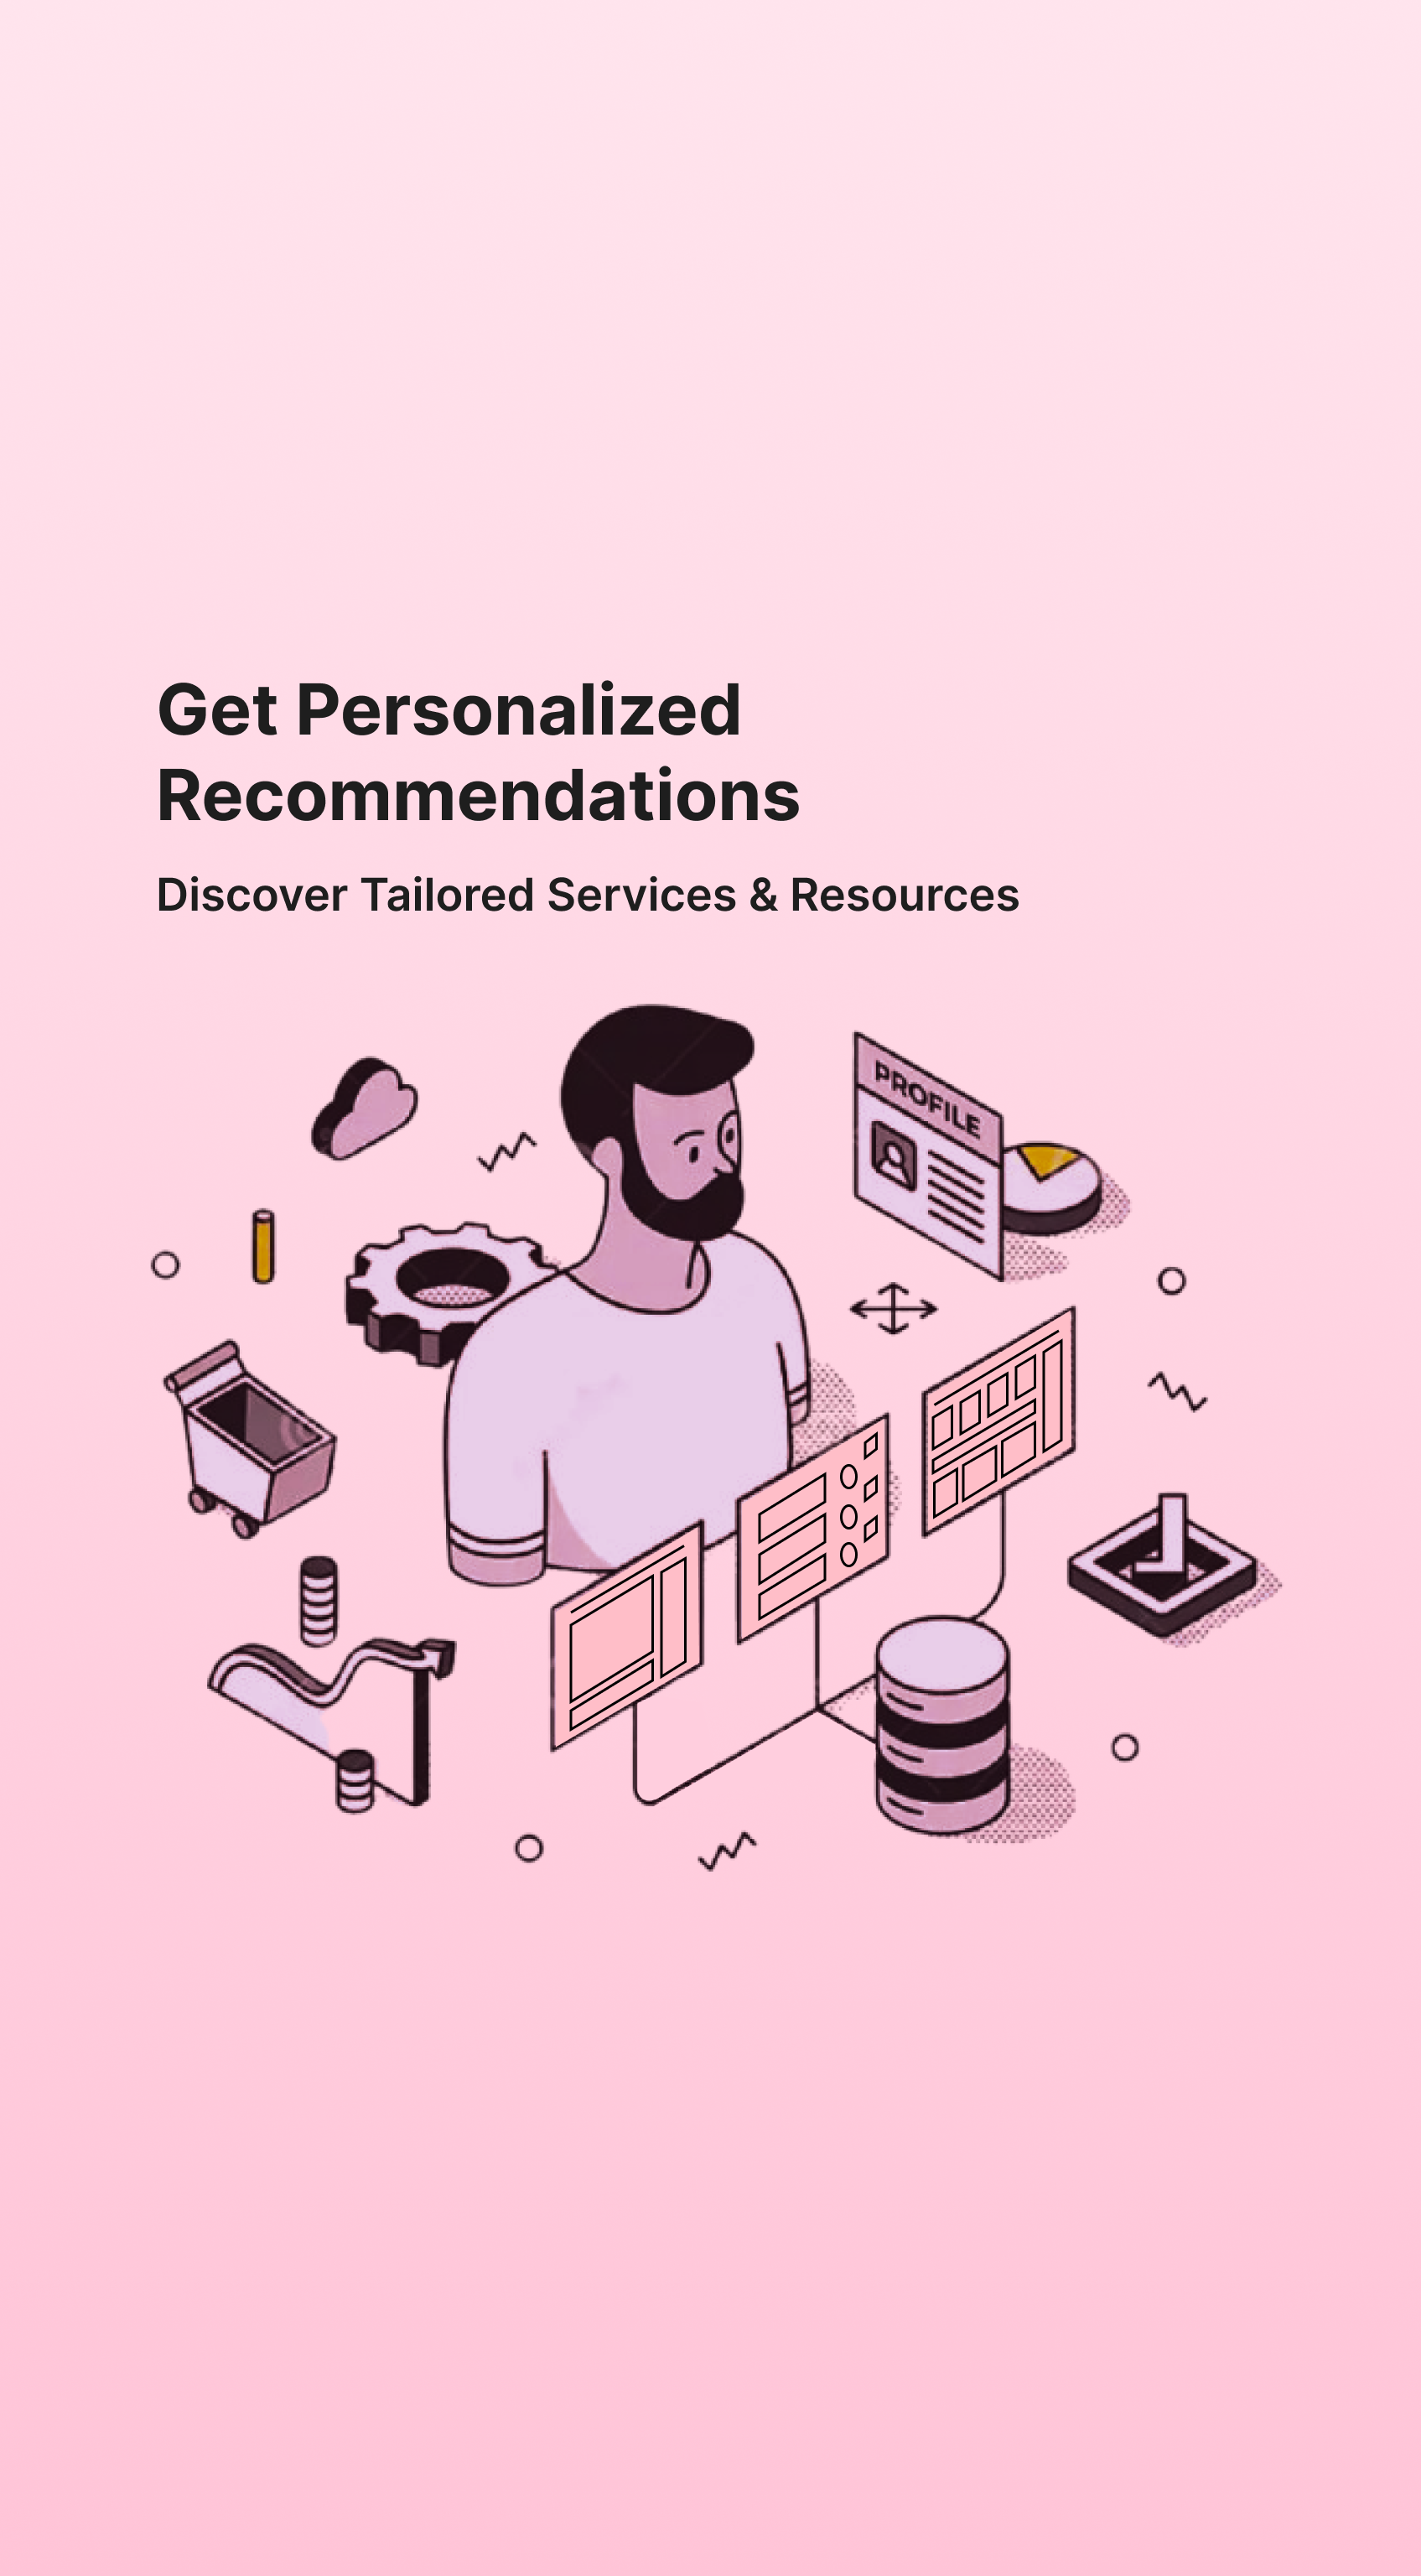 Get Personalized
Recommendations
Discover Tailored Services & Resources
PROFILE